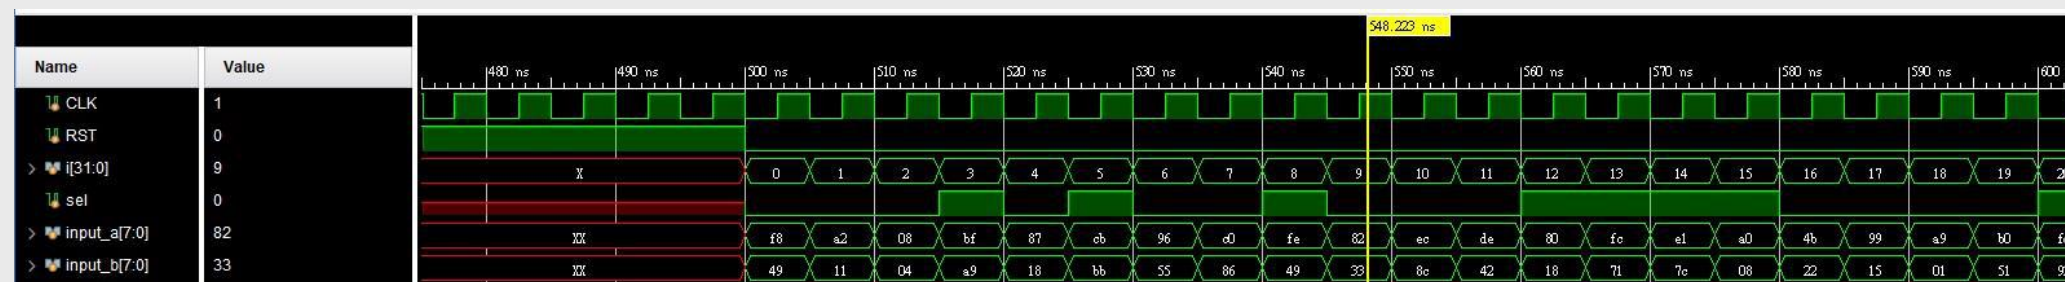 548.223 ns
Name Value
480 ns 490 ns 500 ns 510 ns 520 ns 530 ns 540 ns 550 ns 560 ns 570 ns 580 ns 590 ns 600
CLK 1
RST 0
i[31:0] 9 X 0 1 2 3 4 5 6 7 8 9 10 11 12 13 14 15 16 17 18 19
sel 0
input_a[7:0] 82 XX f8 a2 08 bf 87 cb 96 d0 fe 82 ec de 80 fc e1 a0 4b 99 a9 b0
input_b[7:0] 33 XX 49 11 04 a9 18 bb 55 86 49 33 8c 42 18 71 7c 08 22 15 01 51